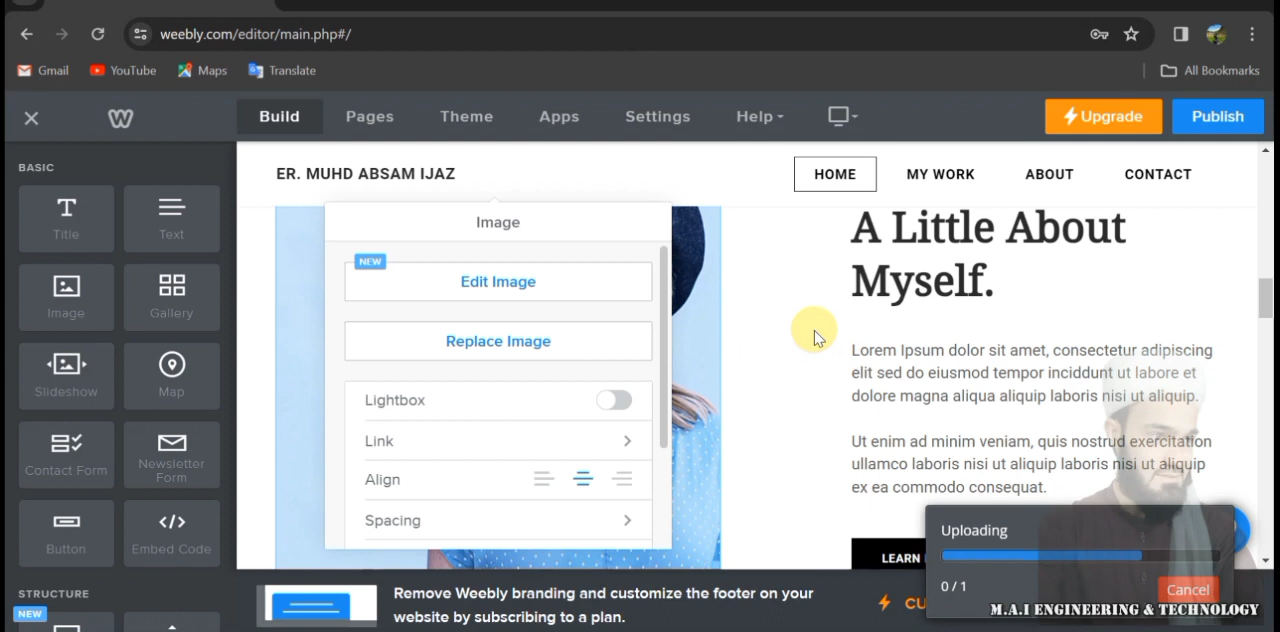 weebly.com/editor/main.php#/
Gmail YouTube Maps Translate All Bookmarks
Build Pages Theme Apps Settings Help Upgrade Publish
BASIC
Title Text
Image Gallery
Slideshow Map
Contact Form Newsletter
Form
Button Embed Code
STRUCTURE
NEW
ER. MUHD ABSAM IJAZ
HOME MY WORK ABOUT CONTACT
Image
NEW
Edit Image
Replace Image
Lightbox
Link
Align
Spacing
A Little About
Myself.
Lorem Ipsum dolor sit amet, consectetur adipiscing
elit sed do eiusmod tempor incididunt ut labore et
dolore magna aliqua aliquip laboris nisi ut aliquip.
Ut enim ad minim veniam, quis nostrud exercitation
ullamco laboris nisi ut aliquip laboris nisi ut aliquip
ex ea commodo consequat.
LEARN
Uploading
0 / 1
Cancel
Remove Weebly branding and customize the footer on your
website by subscribing to a plan.
CU
M.A.I ENGINEERING & TECHNOLOGY